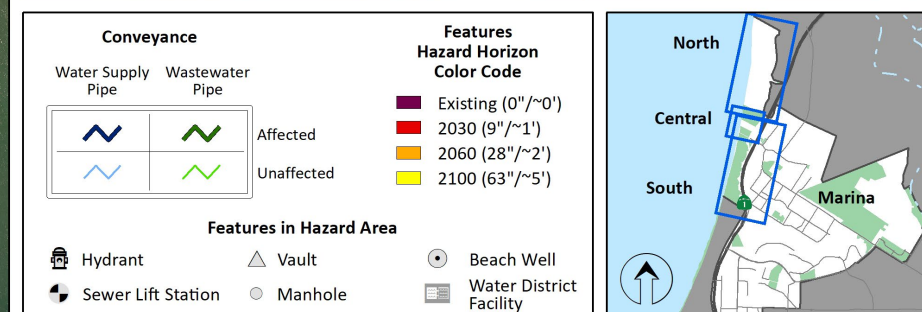 Conveyance
Water Supply Pipe
Wastewater Pipe
Affected
Unaffected
Features
Hazard Horizon
Color Code
Existing (0"/~0')
2030 (9"/~1')
2060 (28"/~2')
2100 (63"/~5')
Features in Hazard Area
Hydrant
Vault
Beach Well
Sewer Lift Station
Manhole
Water District
Facility
North
Central
South
Marina
1